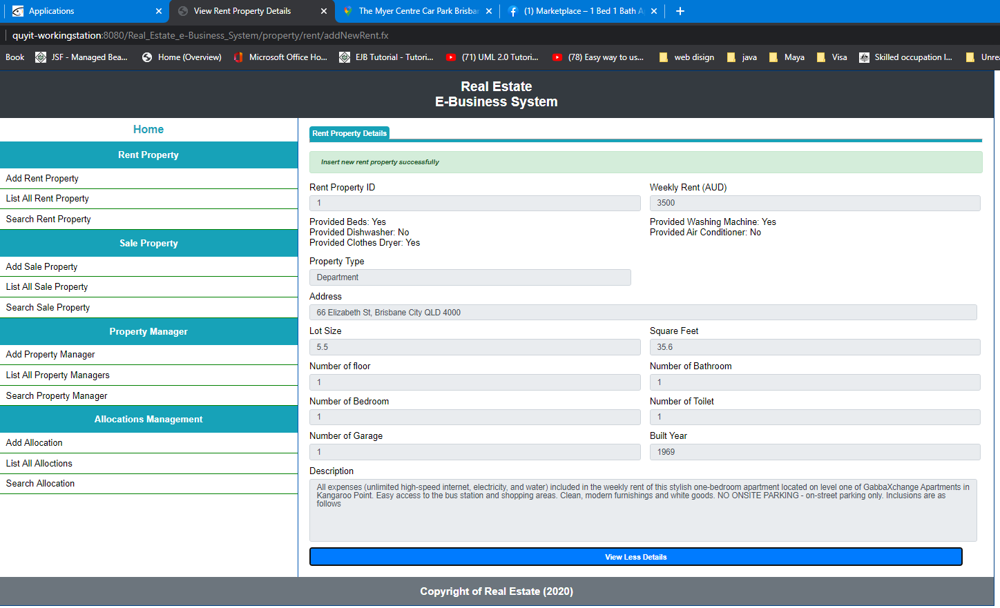 Applications
View Rent Property Details
The Myer Centre Car Park Brisban
(1) Marketplace – 1 Bed 1 Bath A
quyit-workingstation:8080/Real_Estate_e-Business_System/property/rent/addNewRent.fx
Book
JSF - Managed Bea...
Home (Overview)
Microsoft Office Ho...
EJB Tutorial - Tutori...
(71) UML 2.0 Tutori...
(78) Easy way to us...
web disign
java
Maya
Visa
Skilled occupation l...
Unrea
Real Estate
E-Business System
Home
Rent Property
Add Rent Property
List All Rent Property
Search Rent Property
Sale Property
Add Sale Property
List All Sale Property
Search Sale Property
Property Manager
Add Property Manager
List All Property Managers
Search Property Manager
Allocations Management
Add Allocation
List All Alloctions
Search Allocation
Rent Property Details
Insert new rent property successfully
Rent Property ID
1
Weekly Rent (AUD)
3500
Provided Beds: Yes
Provided Dishwasher: No
Provided Clothes Dryer: Yes
Provided Washing Machine: Yes
Provided Air Conditioner: No
Property Type
Department
Address
66 Elizabeth St, Brisbane City QLD 4000
Lot Size
5.5
Square Feet
35.6
Number of floor
1
Number of Bathroom
1
Number of Bedroom
1
Number of Toilet
1
Number of Garage
1
Built Year
1969
Description
All expenses (unlimited high-speed internet, electricity, and water) included in the weekly rent of this stylish one-bedroom apartment located on level one of GabbaXchange Apartments in
Kangaroo Point. Easy access to the bus station and shopping areas. Clean, modern furnishings and white goods. NO ONSITE PARKING - on-street parking only. Inclusions are as
follows
View Less Details
Copyright of Real Estate (2020)